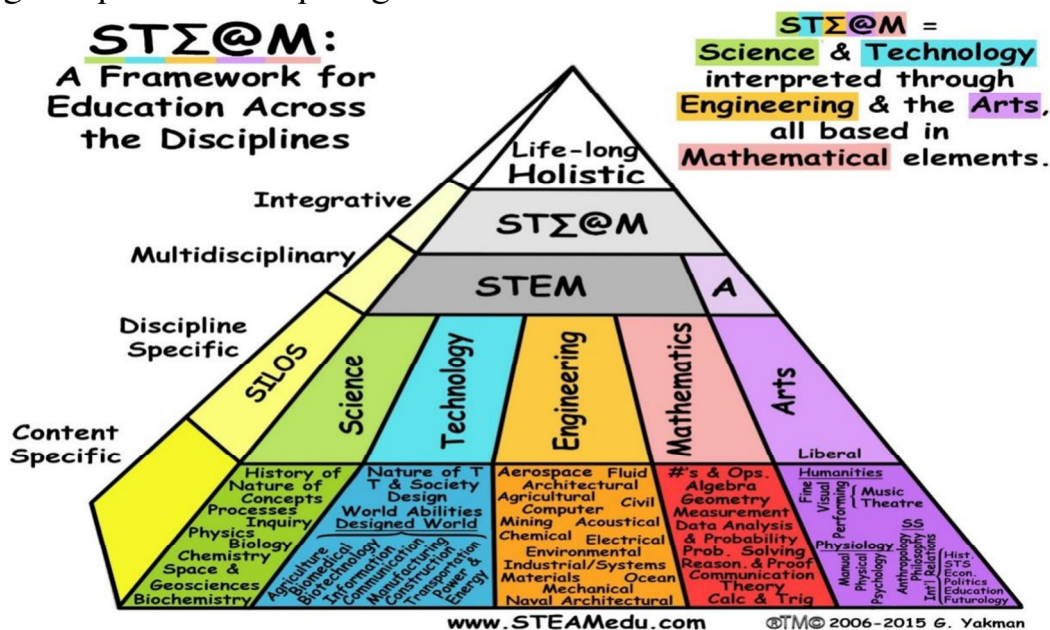 STΣ@M:
A Framework for
Education Across
the Disciplines
STΣ@M =
Science & Technology
interpreted through
Engineering & the Arts,
all based in
Mathematical elements.
Life-long
Holistic
Integrative
STΣ@M
Multidisciplinary
STEM
A
Discipline
Specific
SILOS
Science
Technology
Engineering
Mathematics
Arts
Liberal
Content
Specific
History of
Nature of
Concepts
Processes
Inquiry
Physics
Biology
Chemistry
Space &
Geosciences
Biochemistry
Nature of T
T & Society
Design
World Abilities
Designed World
Agriculture
Biomedical
Biotechnology
Information
Communication
Manufacturing
Construction
Transportation
Power &
Energy
Aerospace Fluid
Architectural
Agricultural Civil
Computer
Mining Acoustical
Chemical Electrical
Environmental
Industrial/Systems
Materials Ocean
Mechanical
Naval Architectural
#'s & Ops.
Algebra
Geometry
Measurement
Data Analysis
& Probability
Prob. Solving
Reason. & Proof
Communication
Theory
Calc & Trig
Humanities
Fine
Visual
Performing
Music
Theatre
Physiology
Manual
Physical
Psychology
SS
Anthropology
Philosophy
Int'l Relations
Hist.
STS
Econ.
Politics
Education
Futurology
www.STEAMedu.com
®TM© 2006-2015 G. Yakman